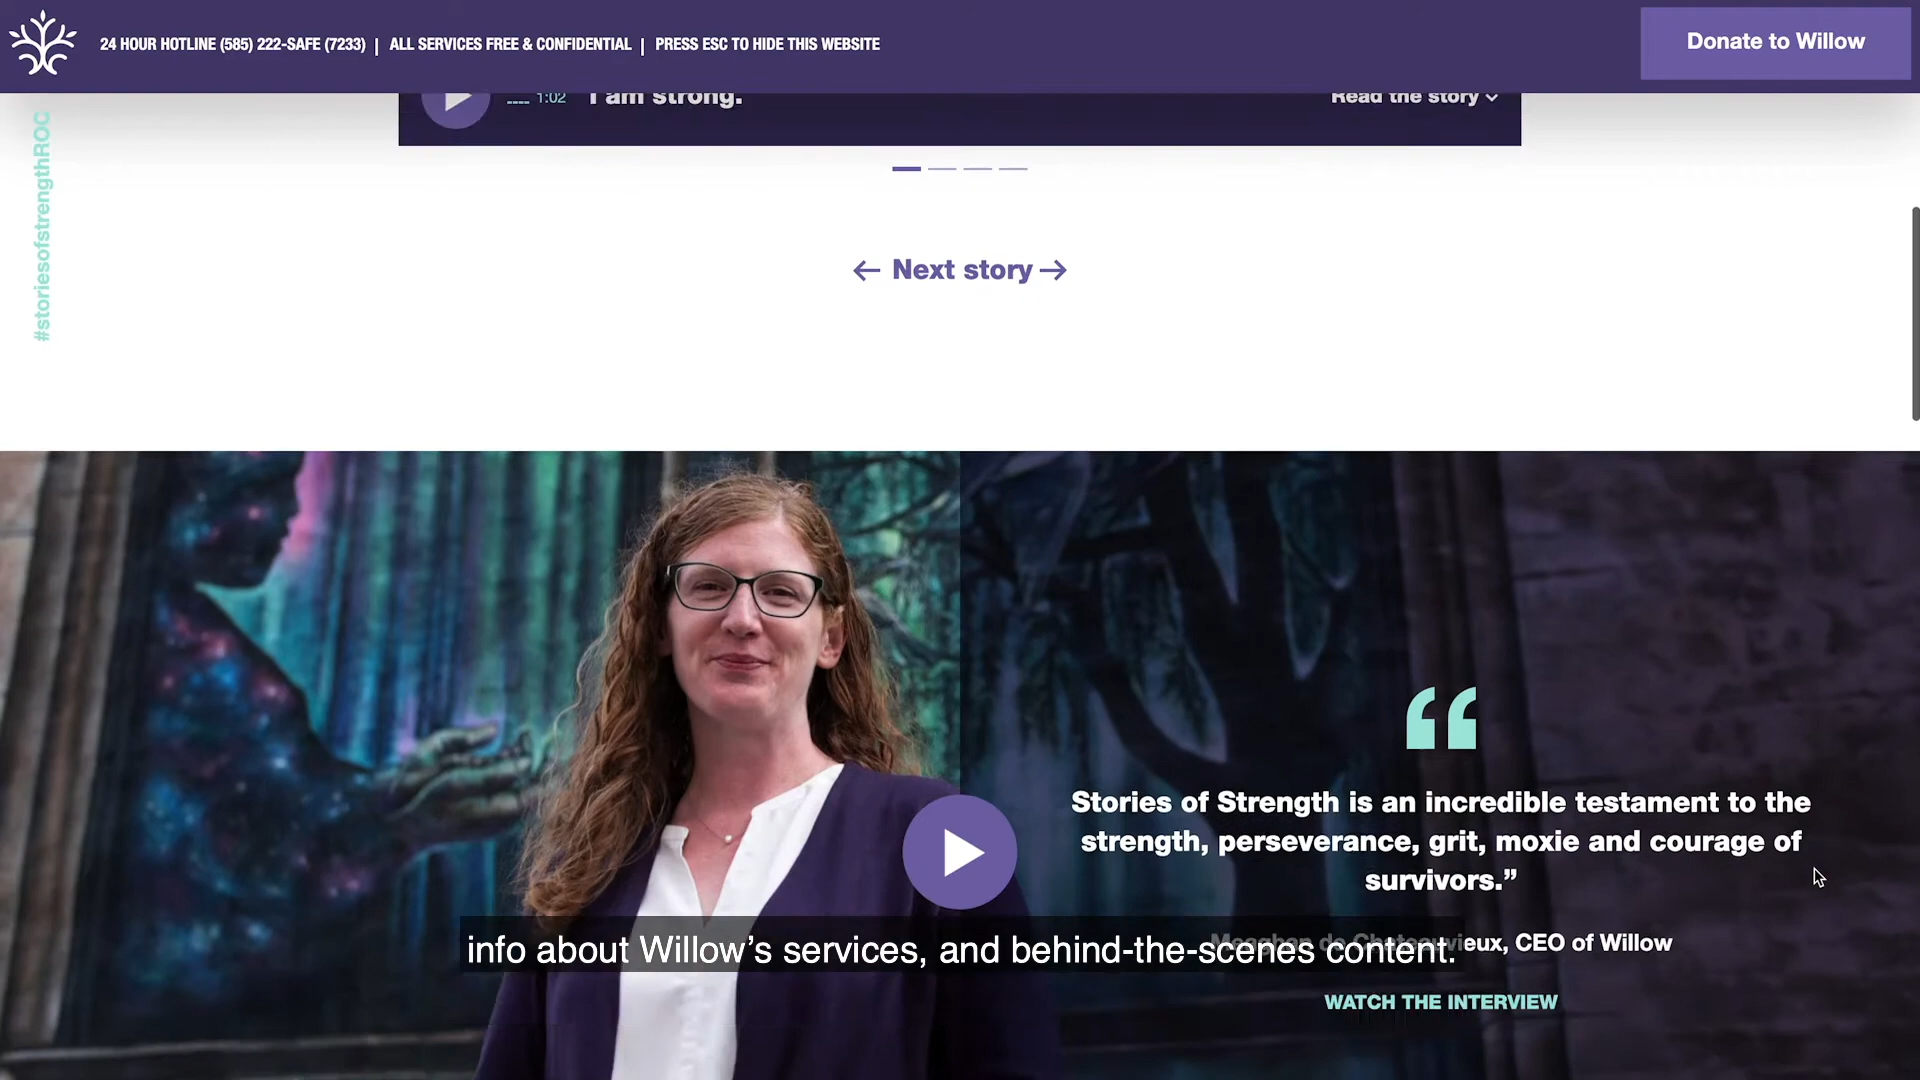 24 HOUR HOTLINE (585) 222-SAFE (7233) | ALL SERVICES FREE & CONFIDENTIAL | PRESS ESC TO HIDE THIS WEBSITE
Donate to Willow
1:02 I am strong. Read the story
#storiesofstrengthROC
← Next story →
“
Stories of Strength is an incredible testament to the
strength, perseverance, grit, moxie and courage of
survivors.”
eux, CEO of Willow
info about Willow’s services, and behind-the-scenes content.
WATCH THE INTERVIEW